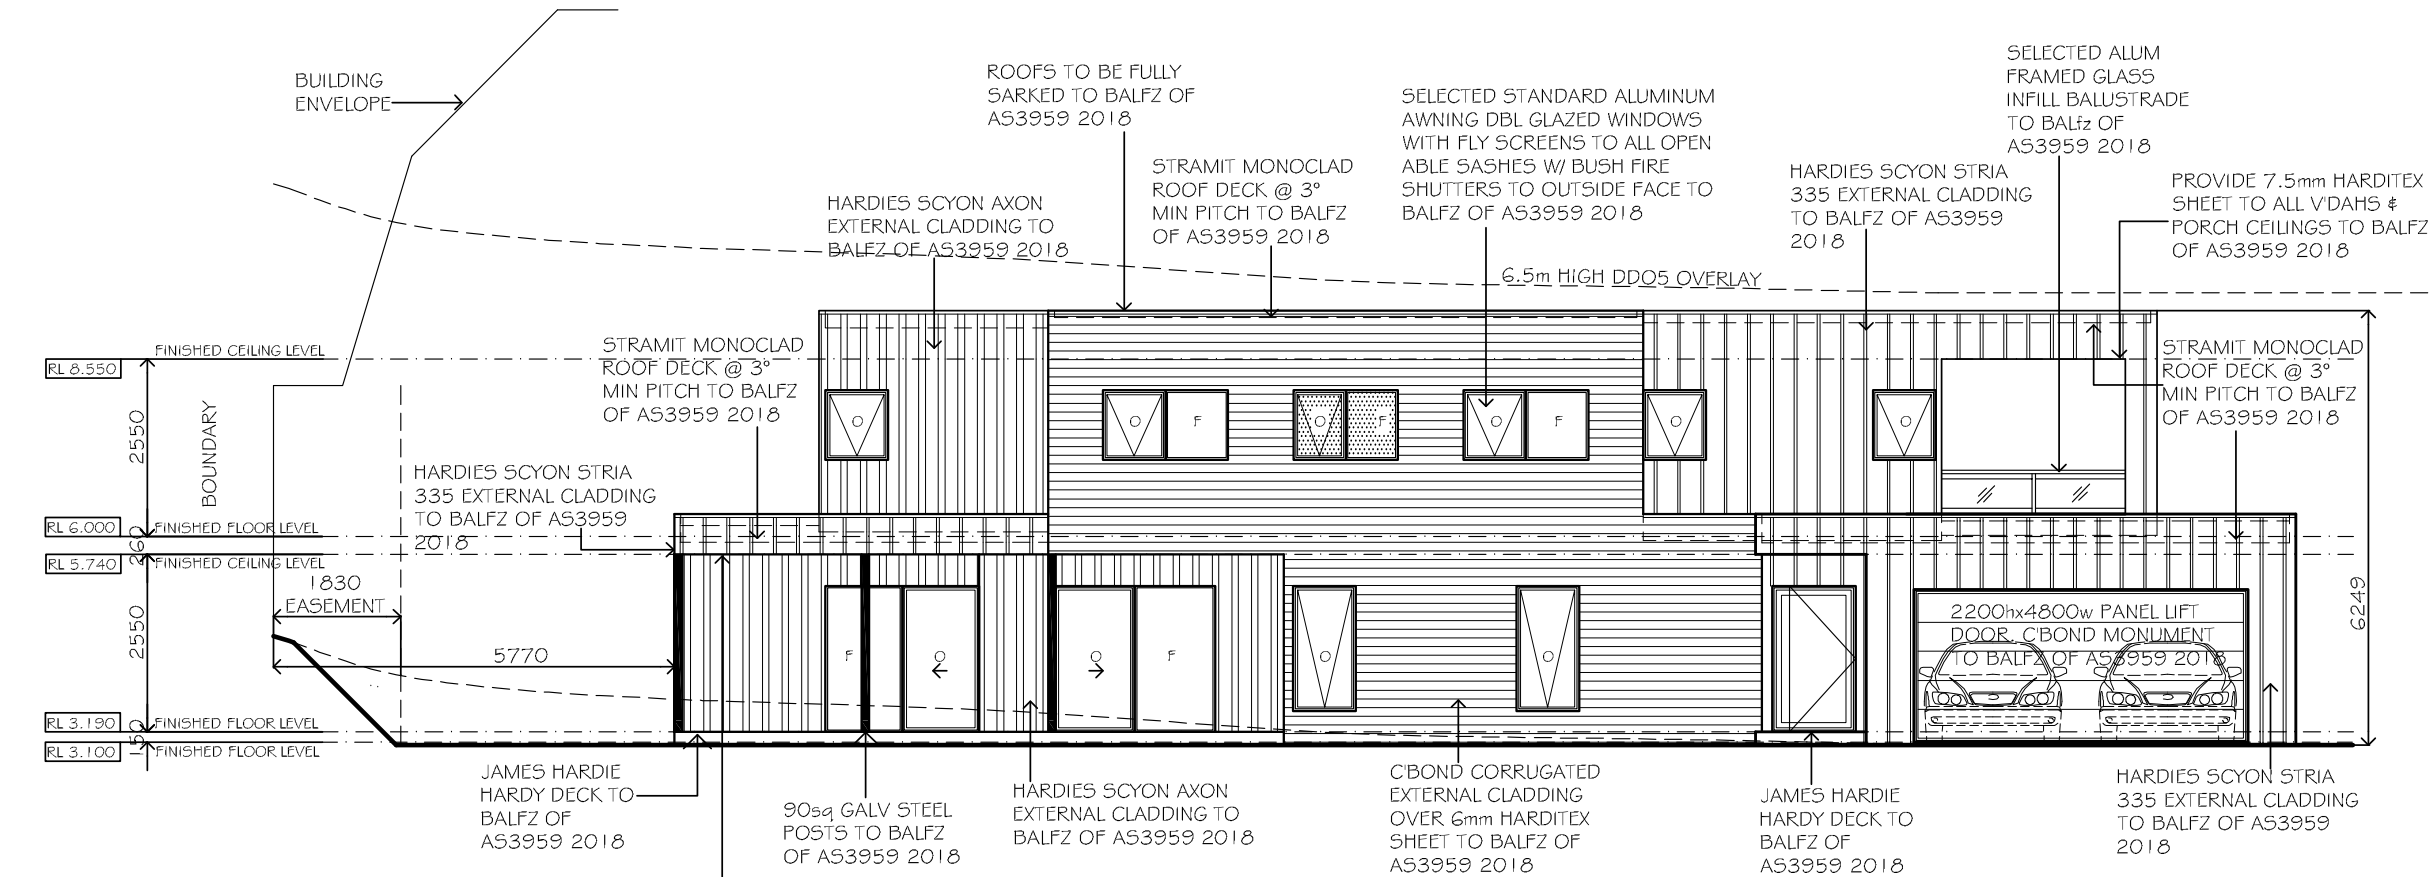 BUILDING
ENVELOPE
ROOFS TO BE FULLY
SARKED TO BALFZ OF
AS3959 2018
STRAMIT MONOCLAD
ROOF DECK @ 3°
MIN PITCH TO BALFZ
OF AS3959 2018
SELECTED STANDARD ALUMINUM
AWNING DBL GLAZED WINDOWS
WITH FLY SCREENS TO ALL OPEN
ABLE SASHES W/ BUSH FIRE
SHUTTERS TO OUTSIDE FACE TO
BALFZ OF AS3959 2018
SELECTED ALUM
FRAMED GLASS
INFILL BALUSTRADE
TO BALfz OF
AS3959 2018
HARDIES SCYON STRIA
335 EXTERNAL CLADDING
TO BALFZ OF AS3959
2018
PROVIDE 7.5mm HARDITEX
SHEET TO ALL V'DAHS &
PORCH CEILINGS TO BALFZ
OF AS3959 2018
HARDIES SCYON AXON
EXTERNAL CLADDING TO
BALFZ OF AS3959 2018
6.5m HIGH DDO5 OVERLAY
STRAMIT MONOCLAD
ROOF DECK @ 3°
MIN PITCH TO BALFZ
OF AS3959 2018
STRAMIT MONOCLAD
ROOF DECK @ 3°
MIN PITCH TO BALFZ
OF AS3959 2018
FINISHED CEILING LEVEL
RL 8.550
2550
BOUNDARY
HARDIES SCYON STRIA
335 EXTERNAL CLADDING
TO BALFZ OF AS3959
2018
O
O
F
O
F
O
F
O
O
RL 6.000
FINISHED FLOOR LEVEL
260
RL 5.740
FINISHED CEILING LEVEL
1830
EASEMENT
2550
5770
F
O
O
F
O
O
2200hx4800w PANEL LIFT
DOOR. C'BOND MONUMENT
TO BALFZ OF AS3959 2018
6249
RL 3.190
FINISHED FLOOR LEVEL
150
RL 3.100
FINISHED FLOOR LEVEL
JAMES HARDIE
HARDY DECK TO
BALFZ OF
AS3959 2018
90sq GALV STEEL
POSTS TO BALFZ
OF AS3959 2018
HARDIES SCYON AXON
EXTERNAL CLADDING TO
BALFZ OF AS3959 2018
C'BOND CORRUGATED
EXTERNAL CLADDING
OVER 6mm HARDITEX
SHEET TO BALFZ OF
AS3959 2018
JAMES HARDIE
HARDY DECK TO
BALFZ OF
AS3959 2018
HARDIES SCYON STRIA
335 EXTERNAL CLADDING
TO BALFZ OF AS3959
2018